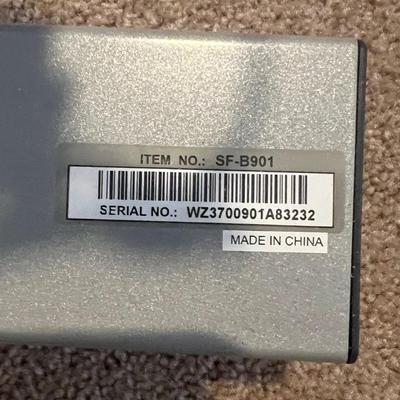 ITEM NO.: SF-B901
SERIAL NO.: WZ3700901A83232
MADE IN CHINA